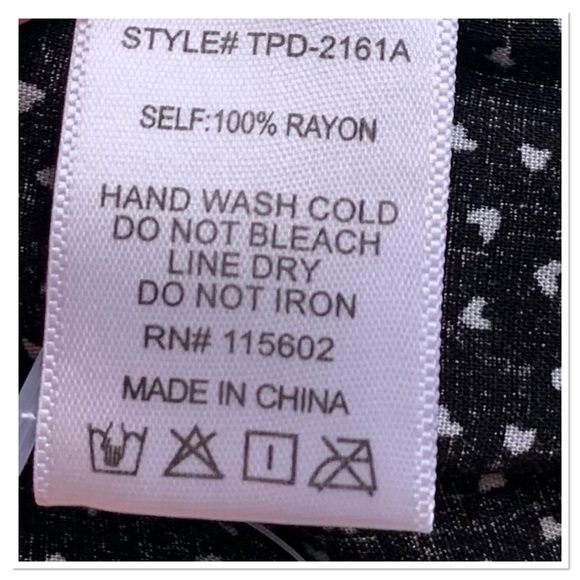 STYLE# TPD-2161A
SELF:100% RAYON
HAND WASH COLD
DO NOT BLEACH
LINE DRY
DO NOT IRON
RN# 115602
MADE IN CHINA